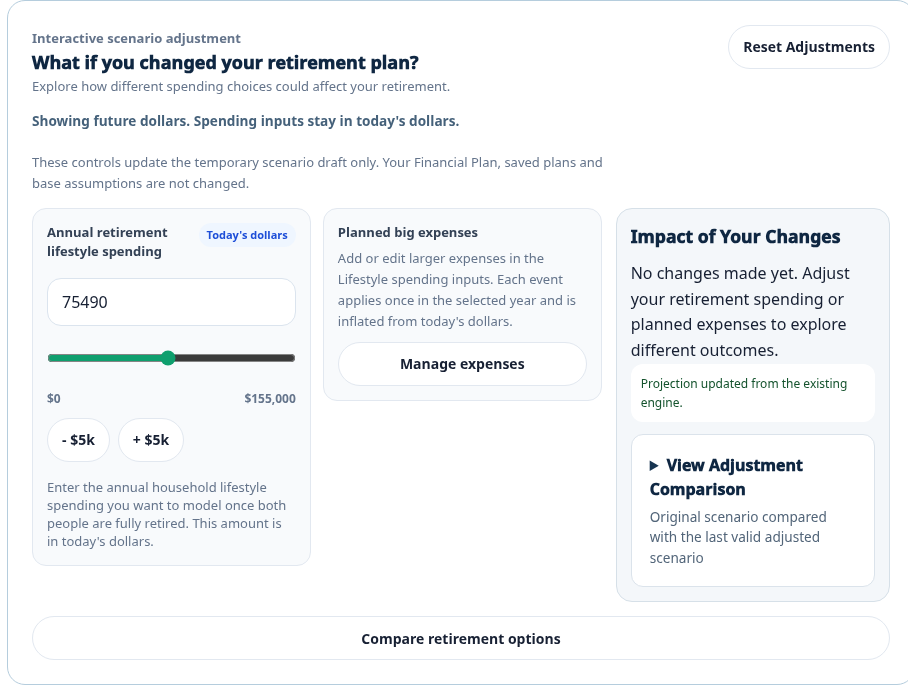 Interactive scenario adjustment
What if you changed your retirement plan?
Explore how different spending choices could affect your retirement.
Reset Adjustments
Showing future dollars. Spending inputs stay in today's dollars.
These controls update the temporary scenario draft only. Your Financial Plan, saved plans and
base assumptions are not changed.
Annual retirement
lifestyle spending
Today's dollars
75490
$0
$155,000
- $5k
+ $5k
Enter the annual household lifestyle
spending you want to model once both
people are fully retired. This amount is
in today's dollars.
Planned big expenses
Add or edit larger expenses in the
Lifestyle spending inputs. Each event
applies once in the selected year and is
inflated from today's dollars.
Manage expenses
Impact of Your Changes
No changes made yet. Adjust
your retirement spending or
planned expenses to explore
different outcomes.
Projection updated from the existing
engine.
View Adjustment
Comparison
Original scenario compared
with the last valid adjusted
scenario
Compare retirement options